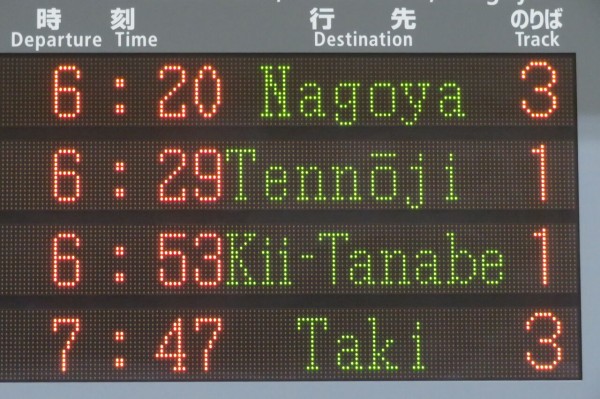 時刻 行先 のりば
Departure Time Destination Track
6:20 Nagoya 3
6:29 Tennōji 1
6:53 Kii-Tanabe 1
7:47 Taki 3